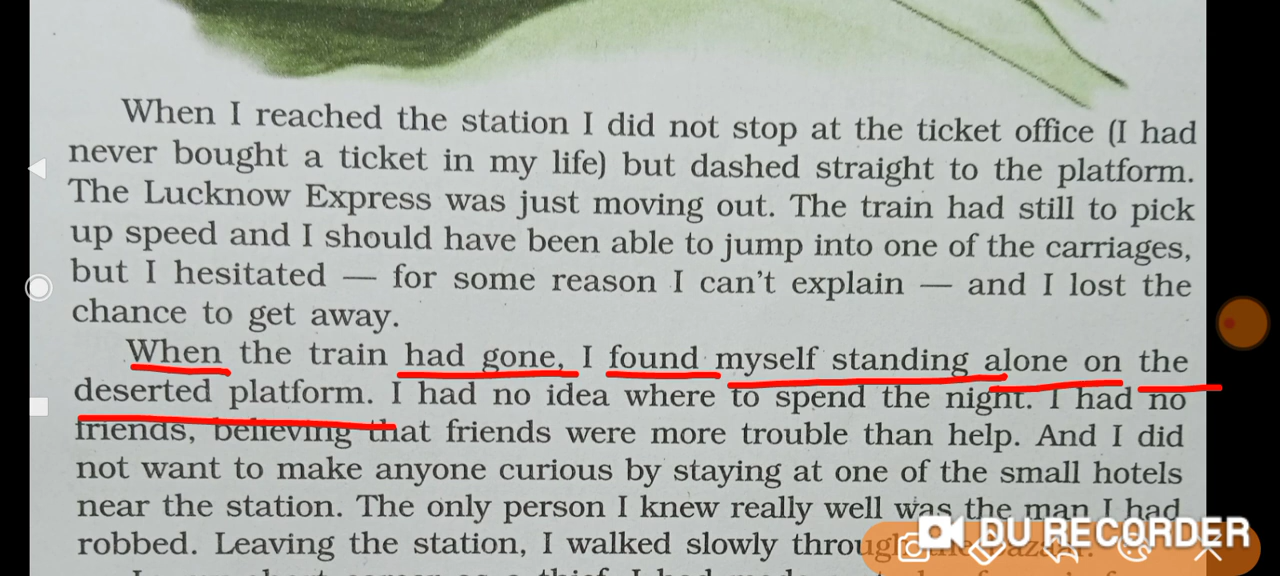 When I reached the station I did not stop at the ticket office (I had
never bought a ticket in my life) but dashed straight to the platform.
The Lucknow Express was just moving out. The train had still to pick
up speed and I should have been able to jump into one of the carriages,
but I hesitated — for some reason I can't explain — and I lost the
chance to get away.
When the train had gone, I found myself standing alone on the
deserted platform. I had no idea where to spend the night. I had no
friends, believing that friends were more trouble than help. And I did
not want to make anyone curious by staying at one of the small hotels
near the station. The only person I knew really well was the man I had
robbed. Leaving the station, I walked slowly through the bazaar.
DU RECORDER